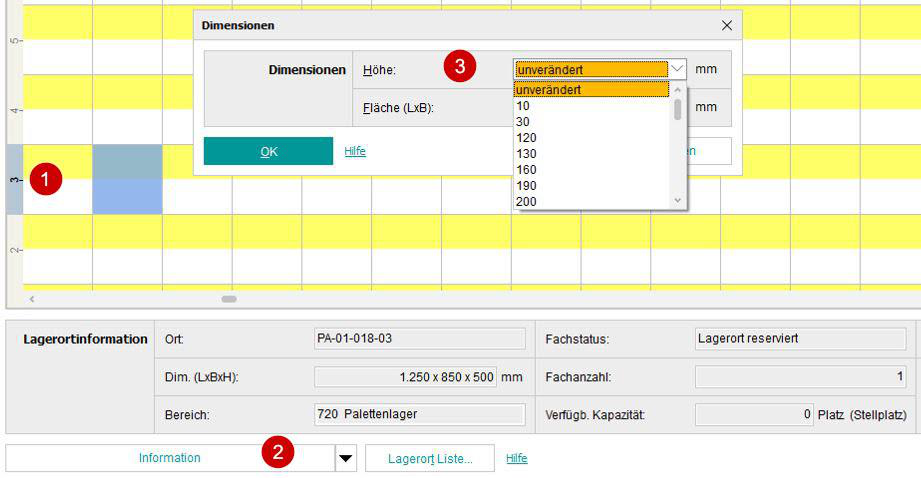 Dimensionen
5
Dimensionen
Höhe:
3
unverändert
mm
unverändert
4
Fläche (LxB):
10
mm
30
120
OK
Hilfe
130
en
160
3
1
190
200
2
Lagerortinformation
Ort:
PA-01-018-03
Fachstatus:
Lagerort reserviert
Dim. (LxBxH):
1.250 x 850 x 500 mm
Fachanzahl:
1
Bereich:
720 Palettenlager
Verfügb. Kapazität:
0 Platz (Stellplatz)
Information
2
Lagerort Liste...
Hilfe